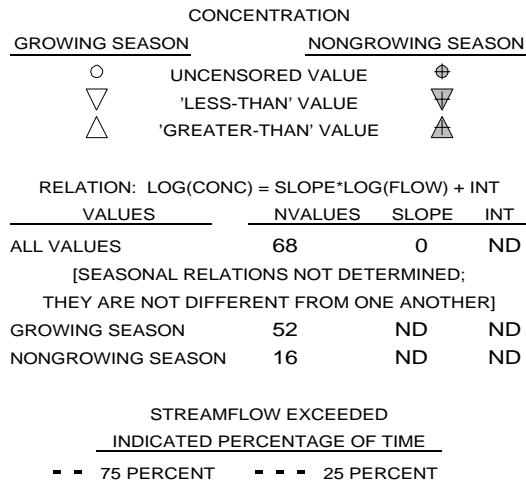 CONCENTRATION
GROWING SEASON NONGROWING SEASON
UNCENSORED VALUE
'LESS-THAN' VALUE
'GREATER-THAN' VALUE
RELATION: LOG(CONC) = SLOPE*LOG(FLOW) + INT
VALUES NVALUES SLOPE INT
ALL VALUES 68 0 ND
[SEASONAL RELATIONS NOT DETERMINED;
THEY ARE NOT DIFFERENT FROM ONE ANOTHER]
GROWING SEASON 52 ND ND
NONGROWING SEASON 16 ND ND
STREAMFLOW EXCEEDED
INDICATED PERCENTAGE OF TIME
75 PERCENT 25 PERCENT